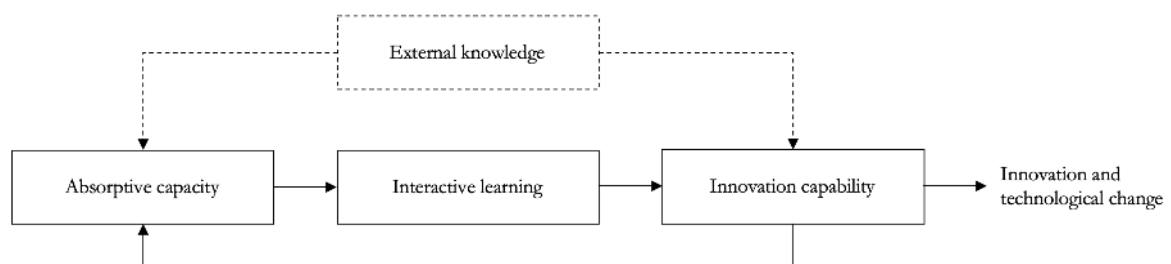 External knowledge
Absorptive capacity
Interactive learning
Innovation capability
Innovation and
technological change